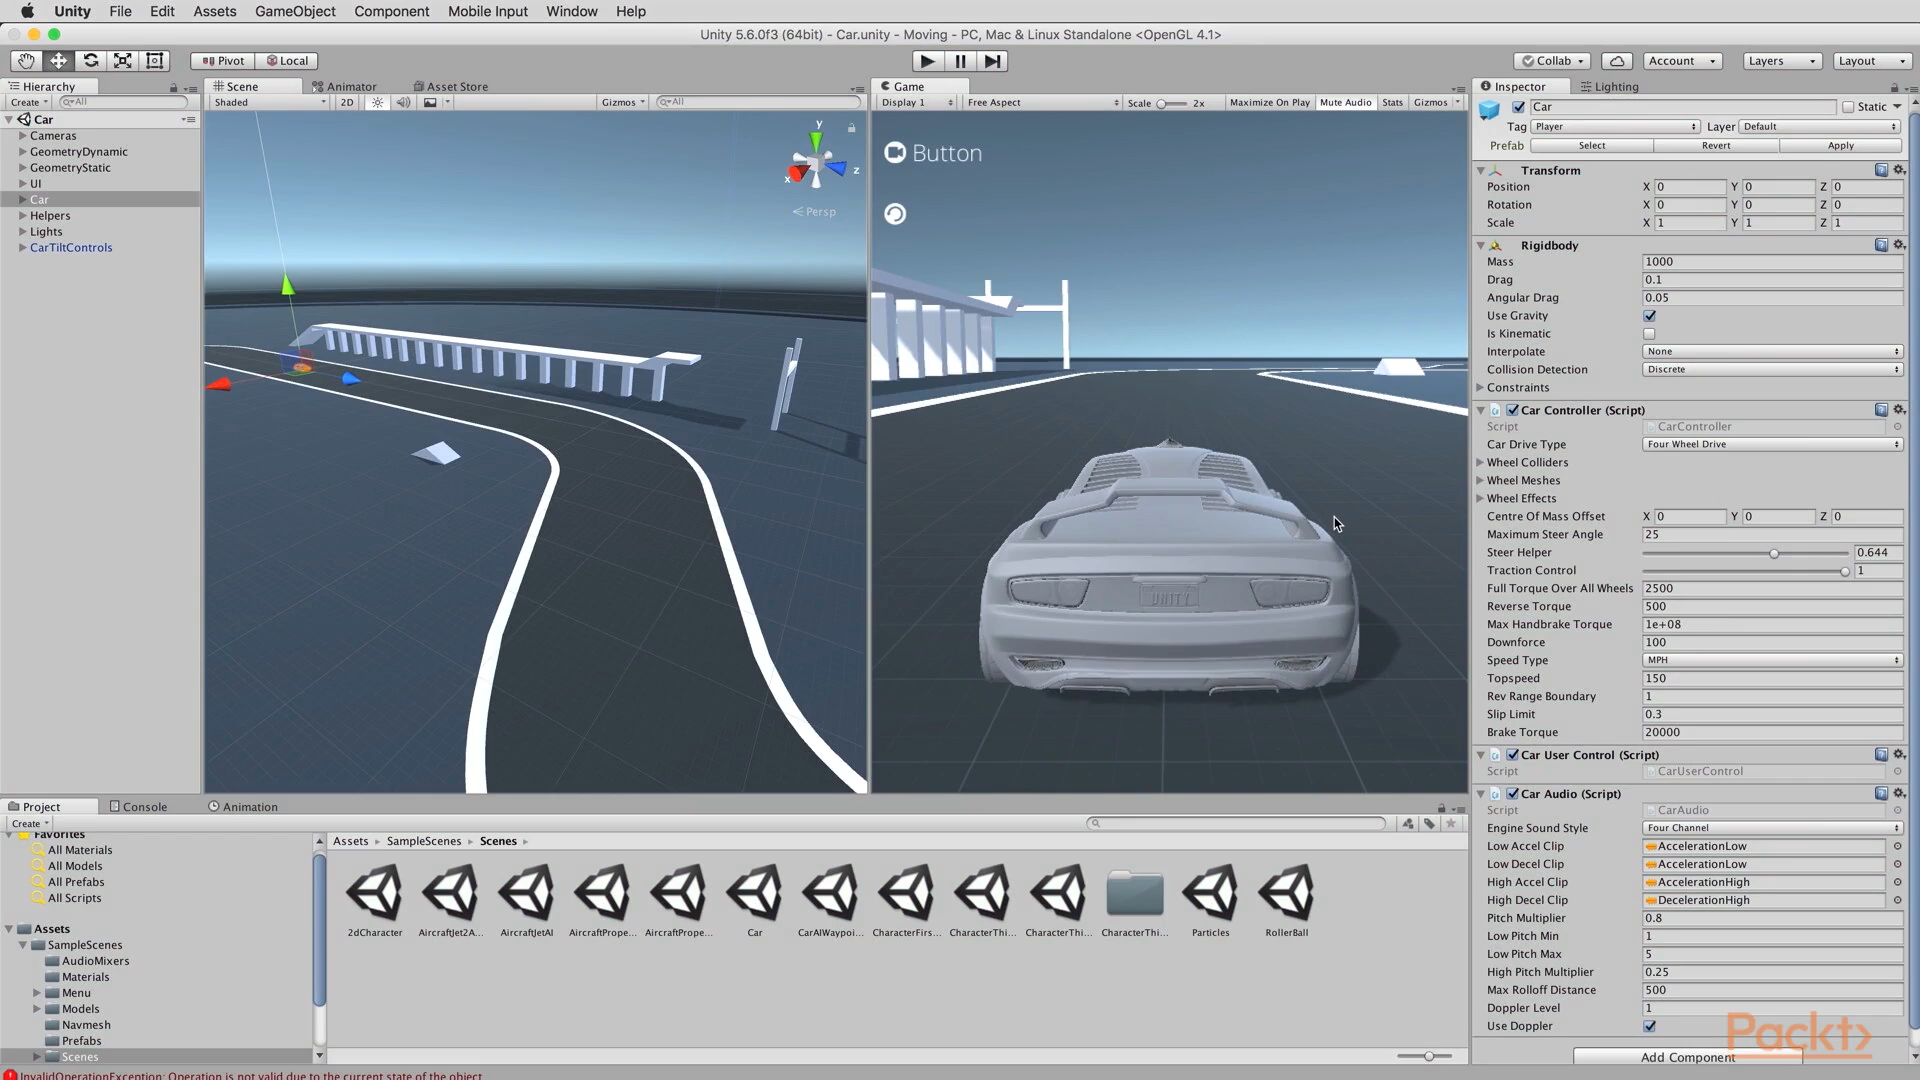 Unity File Edit Assets GameObject Component Mobile Input Window Help
Unity 5.6.0f3 (64bit) - Car.unity - Moving - PC, Mac & Linux Standalone <OpenGL 4.1>
Pivot Local Collab Account Layers Layout
Hierarchy
Create All
Car
Cameras
GeometryDynamic
GeometryStatic
UI
Car
Helpers
Lights
CarTiltControls
Scene Animator Asset Store
Shaded 2D Gizmos All
y
x
z
Persp
Game
Display 1 Free Aspect Scale 2x Maximize On Play Mute Audio Stats Gizmos
Button
UNITY
Inspector Lighting
Car Static
Tag Player Layer Default
Prefab Select Revert Apply
Transform
Position X 0 Y 0 Z 0
Rotation X 0 Y 0 Z 0
Scale X 1 Y 1 Z 1
Rigidbody
Mass 1000
Drag 0.1
Angular Drag 0.05
Use Gravity
Is Kinematic
Interpolate None
Collision Detection Discrete
Constraints
Car Controller (Script)
Script CarController
Car Drive Type Four Wheel Drive
Wheel Colliders
Wheel Meshes
Wheel Effects
Centre Of Mass Offset X 0 Y 0 Z 0
Maximum Steer Angle 25
Steer Helper 0.644
Traction Control 1
Full Torque Over All Wheels 2500
Reverse Torque 500
Max Handbrake Torque 1e+08
Downforce 100
Speed Type MPH
Topspeed 150
Rev Range Boundary 1
Slip Limit 0.3
Brake Torque 20000
Car User Control (Script)
Script CarUserControl
Car Audio (Script)
Script CarAudio
Engine Sound Style Four Channel
Low Accel Clip AccelerationLow
Low Decel Clip AccelerationLow
High Accel Clip AccelerationHigh
High Decel Clip DecelerationHigh
Pitch Multiplier 0.8
Low Pitch Min 1
Low Pitch Max 5
High Pitch Multiplier 0.25
Max Rolloff Distance 500
Doppler Level 1
Use Doppler
Add Component
Packt>
Project Console Animation
Create
Favorites
All Materials
All Models
All Prefabs
All Scripts
Assets
SampleScenes
AudioMixers
Materials
Menu
Models
Navmesh
Prefabs
Scenes
Assets SampleScenes Scenes
2dCharacter AircraftJet2A... AircraftJetAI AircraftPrope... AircraftPrope... Car CarAIWaypoi... CharacterFirs... CharacterThi... CharacterThi... CharacterThi... Particles RollerBall
InvalidOperationException: Operation is not valid due to the current state of the object